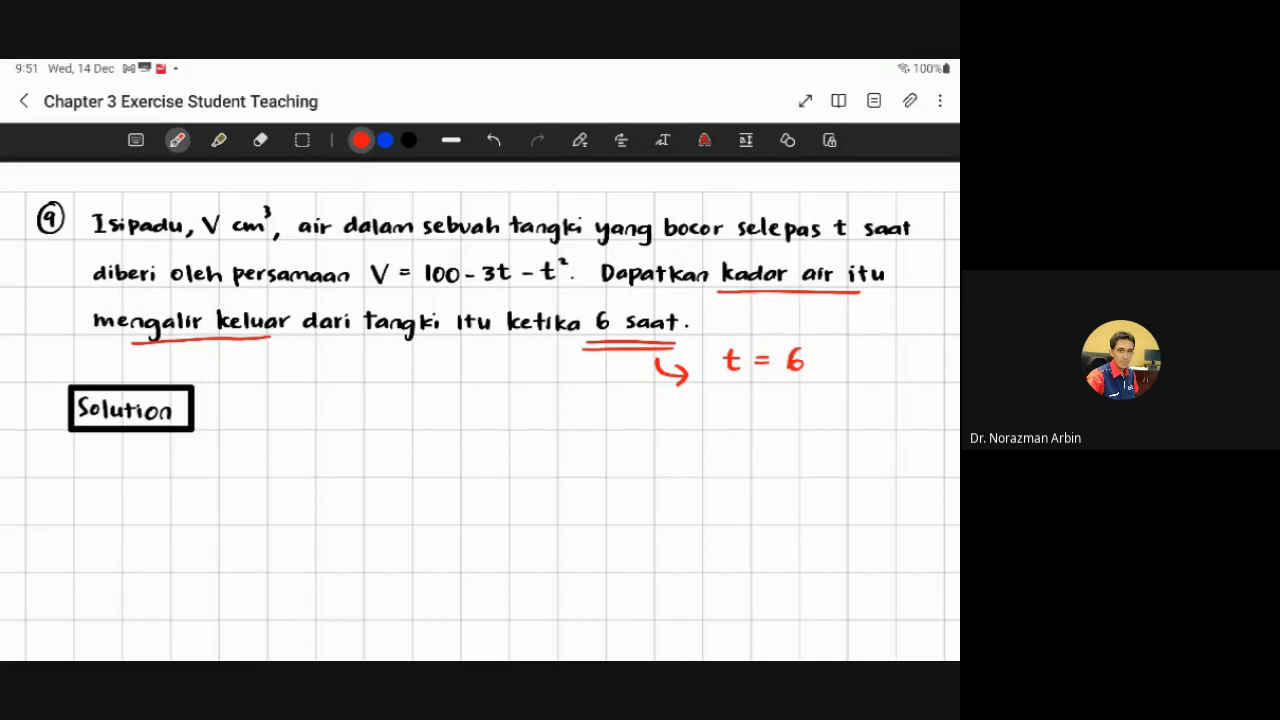 9:51 Wed, 14 Dec
100%
Chapter 3 Exercise Student Teaching
9 Isipadu, V cm³, air dalam sebuah tangki yang bocor selepas t saat
diberi oleh persamaan V = 100 - 3t - t². Dapatkan kadar air itu
mengalir keluar dari tangki itu ketika 6 saat.
t = 6
Solution
Dr. Norazman Arbin